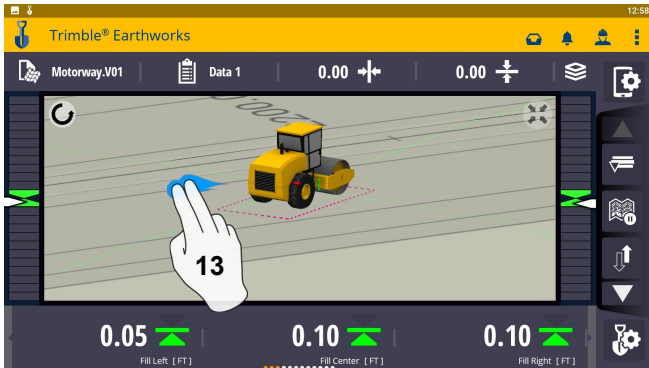 12:58
Trimble® Earthworks
Motorway.V01
Data 1
0.00
0.00
13
0.05
0.10
0.10
Fill Left [ FT ]
Fill Center [ FT ]
Fill Right [ FT ]